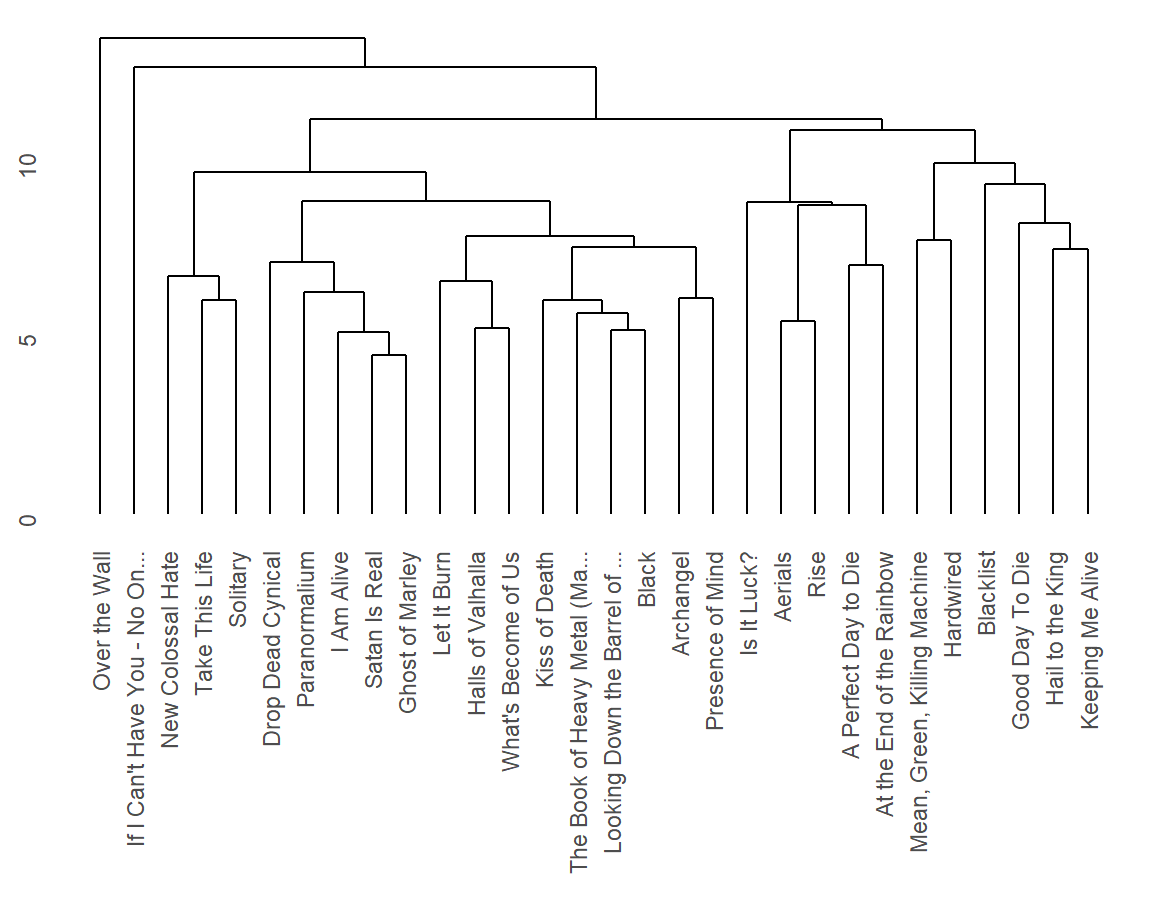 10
5
0
Over the Wall
If I Can't Have You - No On...
New Colossal Hate
Take This Life
Solitary
Drop Dead Cynical
Paranormalium
I Am Alive
Satan Is Real
Ghost of Marley
Let It Burn
Halls of Valhalla
What's Become of Us
Kiss of Death
The Book of Heavy Metal (Ma...
Looking Down the Barrel of ...
Black
Archangel
Presence of Mind
Is It Luck?
Aerials
Rise
A Perfect Day to Die
At the End of the Rainbow
Mean, Green, Killing Machine
Hardwired
Blacklist
Good Day To Die
Hail to the King
Keeping Me Alive